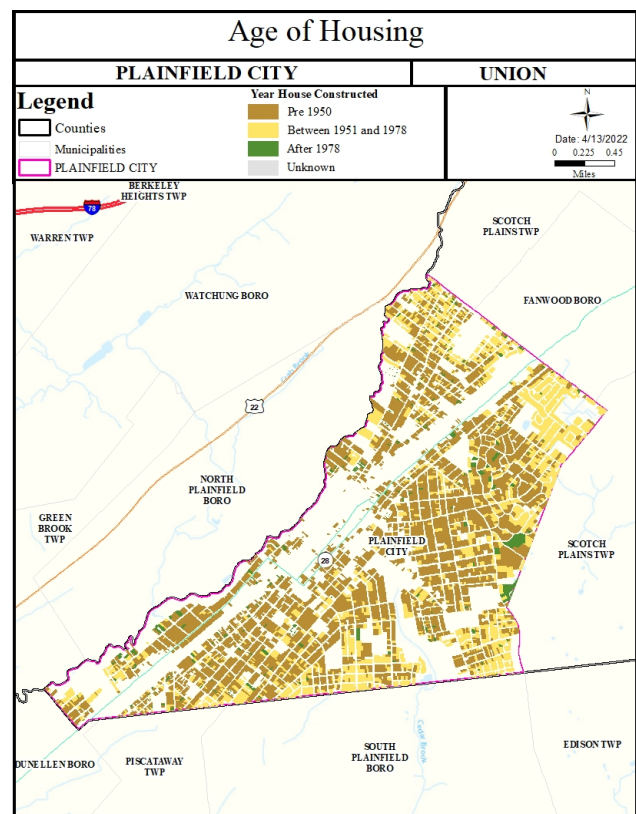 Age of Housing
PLAINFIELD CITY
UNION
Legend
Counties
Municipalities
PLAINFIELD CITY
Year House Constructed
Pre 1950
Between 1951 and 1978
After 1978
Unknown
N
Date: 4/13/2022
0 0.225 0.45
Miles
BERKELEY
HEIGHTS TWP
78
WARREN TWP
SCOTCH
PLAINS TWP
WATCHUNG BORO
FANWOOD BORO
22
NORTH
PLAINFIELD
BORO
GREEN
BROOK
TWP
PLAINFIELD
CITY
28
SCOTCH
PLAINS TWP
Cedar Brook
DUNELLEN BORO
PISCATAWAY
TWP
SOUTH
PLAINFIELD
BORO
EDISON TWP